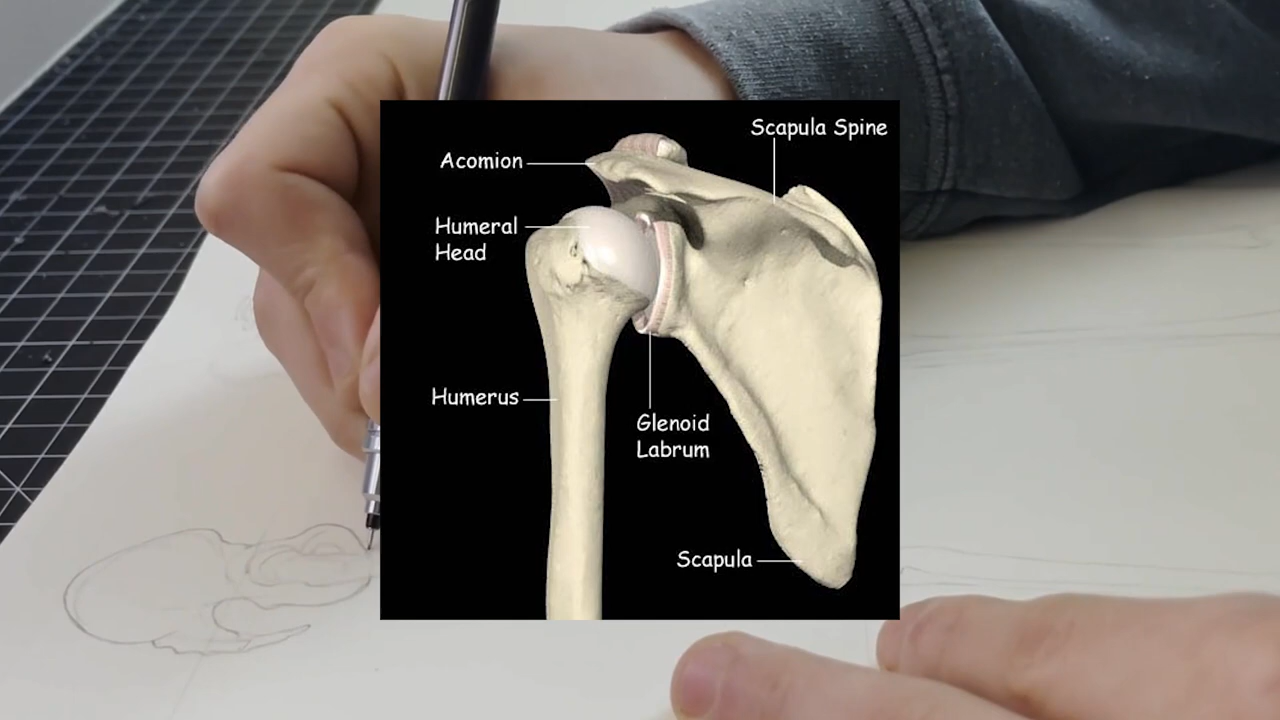 Scapula Spine
Acomion
Humeral
Head
Humerus
Glenoid
Labrum
Scapula